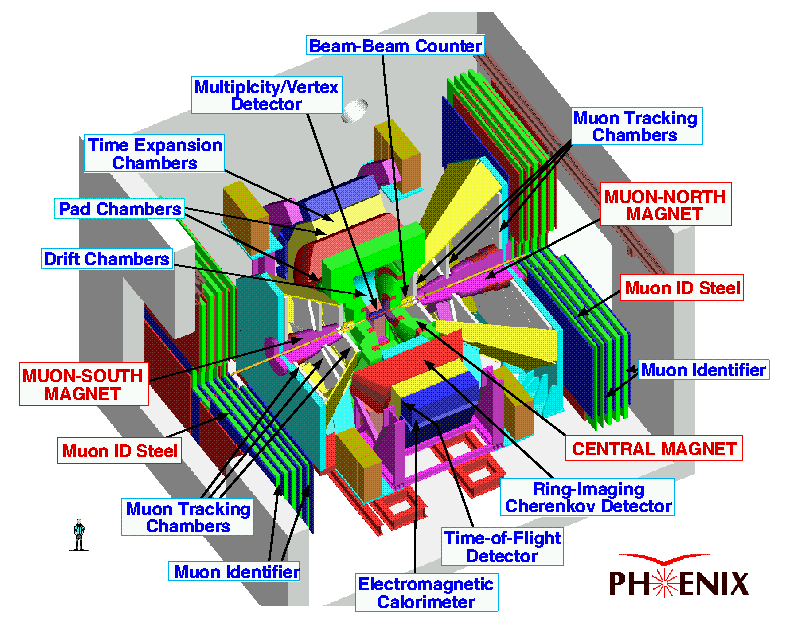 Beam-Beam Counter
Multiplcity/Vertex
Detector
Time Expansion
Chambers
Pad Chambers
Drift Chambers
Muon Tracking
Chambers
MUON-NORTH
MAGNET
Muon ID Steel
Muon Identifier
CENTRAL MAGNET
MUON-SOUTH
MAGNET
Muon ID Steel
Muon Tracking
Chambers
Muon Identifier
Ring-Imaging
Cherenkov Detector
Time-of-Flight
Detector
Electromagnetic
Calorimeter
PHENIX